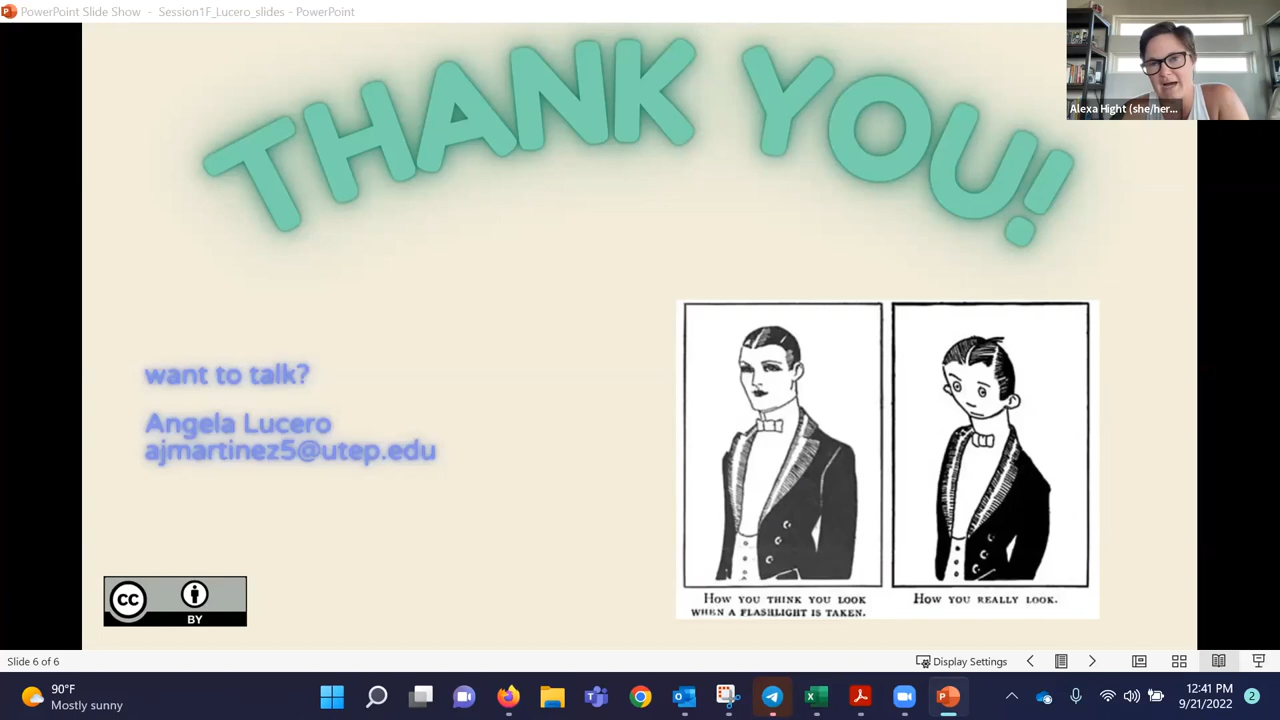 PowerPoint Slide Show - Session1F_Lucero_slides - PowerPoint
Alexa Hight (she/her...
THANK YOU!
want to talk?
Angela Lucero
ajmartinez5@utep.edu
HOW YOU THINK YOU LOOK
WHEN A FLASHLIGHT IS TAKEN.
HOW YOU REALLY LOOK.
CC
BY
Slide 6 of 6
Display Settings
90°F
Mostly sunny
12:41 PM
9/21/2022
2